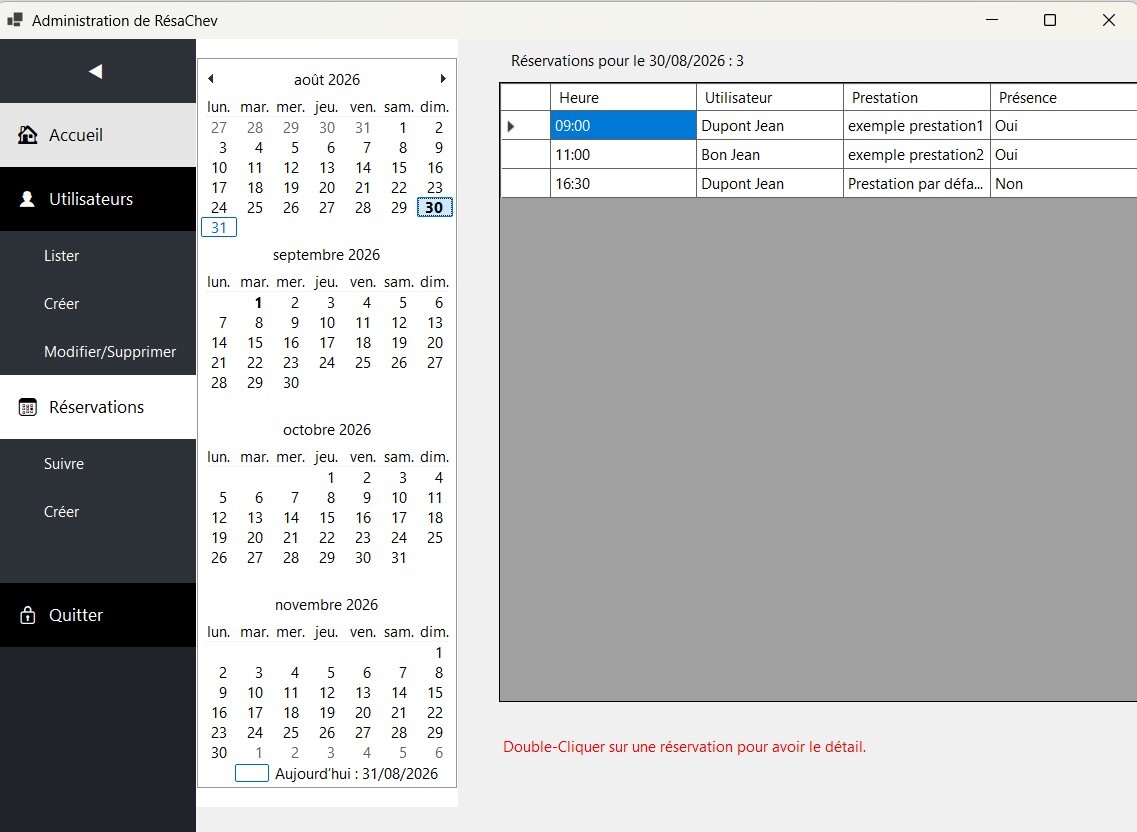 Administration de RésaChev
Accueil
Utilisateurs
Lister
Créer
Modifier/Supprimer
Réservations
Suivre
Créer
Quitter
août 2026
lun. mar. mer. jeu. ven. sam. dim.
27 28 29 30 31 1 2
3 4 5 6 7 8 9
10 11 12 13 14 15 16
17 18 19 20 21 22 23
24 25 26 27 28 29 30
31
septembre 2026
lun. mar. mer. jeu. ven. sam. dim.
1 2 3 4 5 6
7 8 9 10 11 12 13
14 15 16 17 18 19 20
21 22 23 24 25 26 27
28 29 30
octobre 2026
lun. mar. mer. jeu. ven. sam. dim.
1 2 3 4
5 6 7 8 9 10 11
12 13 14 15 16 17 18
19 20 21 22 23 24 25
26 27 28 29 30 31
novembre 2026
lun. mar. mer. jeu. ven. sam. dim.
1
2 3 4 5 6 7 8
9 10 11 12 13 14 15
16 17 18 19 20 21 22
23 24 25 26 27 28 29
30 1 2 3 4 5 6
Aujourd'hui : 31/08/2026
Réservations pour le 30/08/2026 : 3
Heure Utilisateur Prestation Présence
09:00 Dupont Jean exemple prestation1 Oui
11:00 Bon Jean exemple prestation2 Oui
16:30 Dupont Jean Prestation par défa... Non
Double-Cliquer sur une réservation pour avoir le détail.